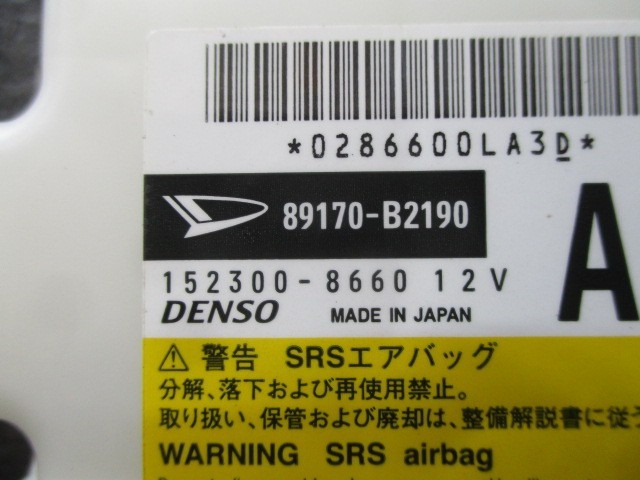 *0286600LA3D*
89170-B2190
A
152300-8660 12V
DENSO MADE IN JAPAN
⚠ 警告 SRSエアバッグ
分解、落下および再使用禁止。
取り扱い、保管および廃却は、整備解説書に従う
WARNING SRS airbag